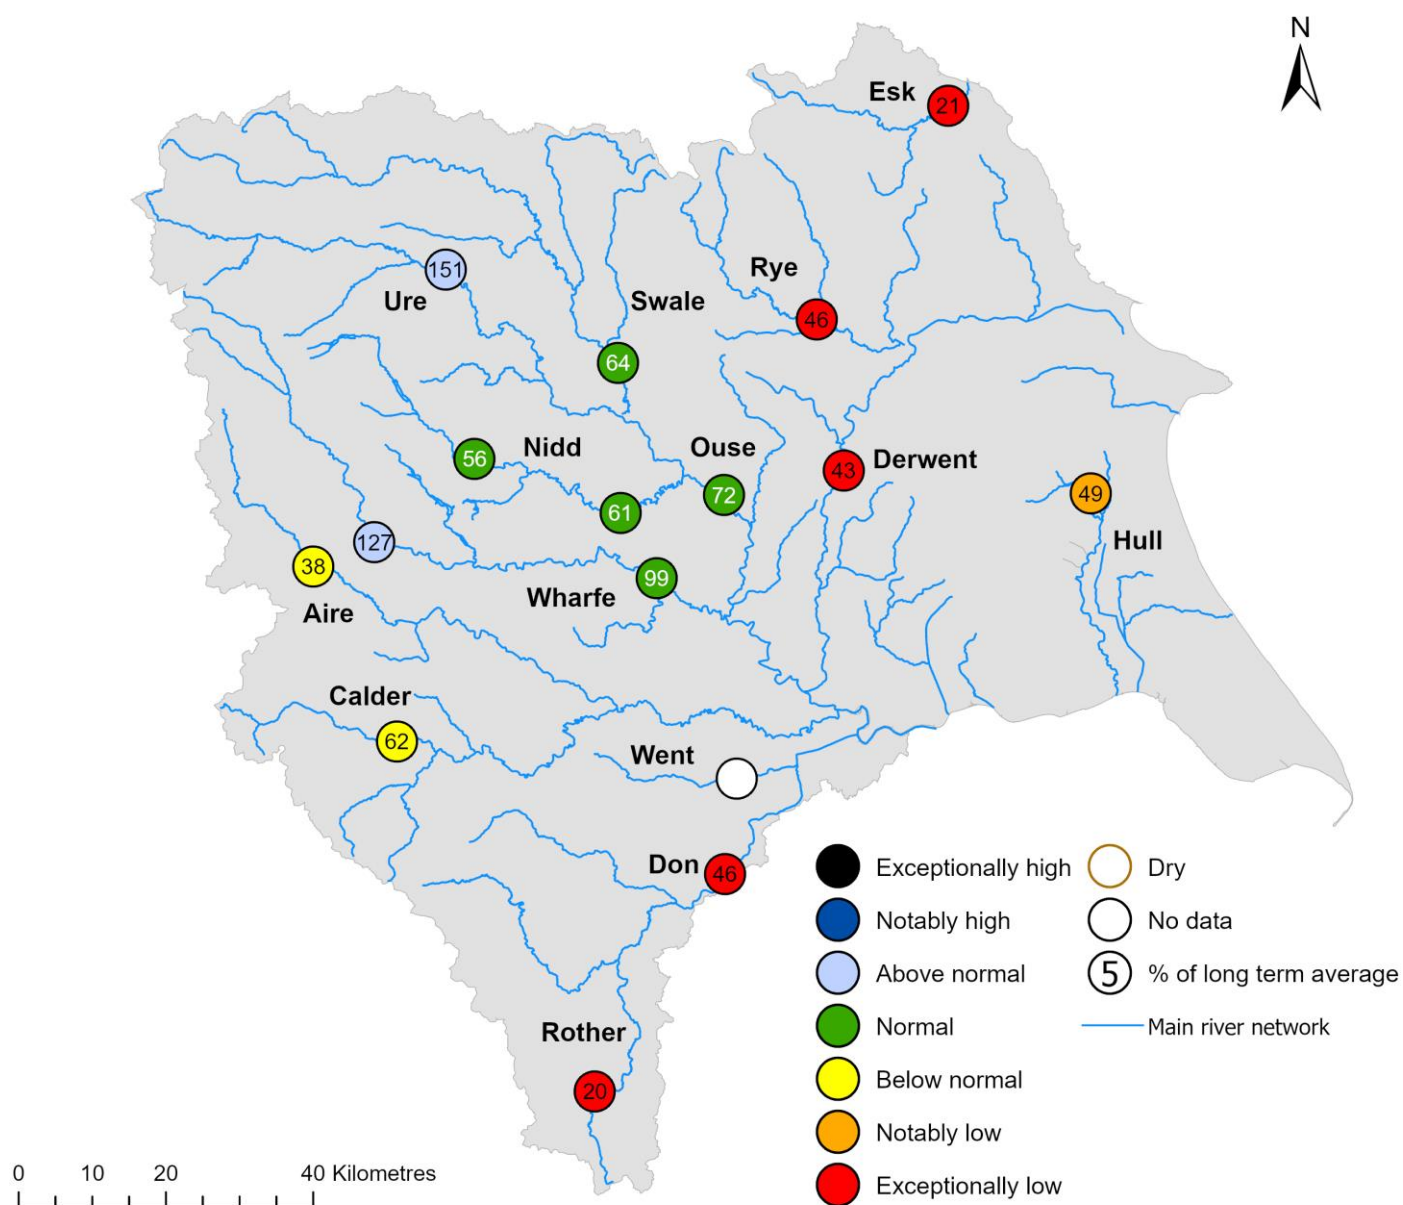 N
Esk
21
Rye
151
Ure
Swale
46
64
Nidd
Ouse
Derwent
56
43
72
49
61
Hull
127
38
99
Wharfe
Aire
Calder
62
Went
Don
46
Rother
20
Exceptionally high
Notably high
Above normal
Normal
Below normal
Notably low
Exceptionally low
Dry
No data
5 % of long term average
Main river network
0 10 20 40 Kilometres